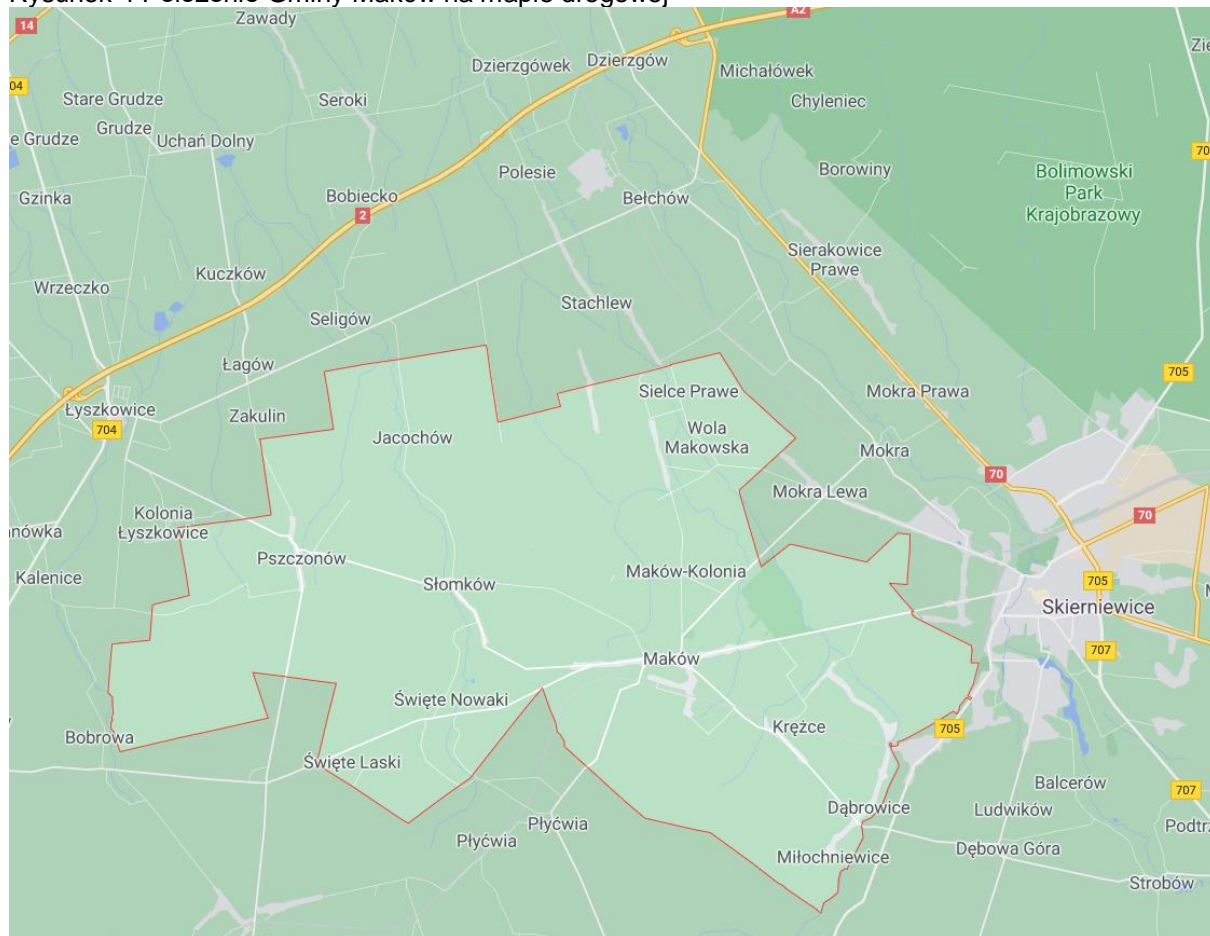 14
Zawady
A2
Dzierzgówek
Dzierzgów
Michałówek
Zie
04
Stare Grudze
Seroki
Chyleniec
e Grudze
Grudze
Uchań Dolny
70
Polesie
Borowiny
Bolimowski
Park
Krajobrazowy
Gzinka
Bobiecko
2
Bełchów
Sierakowice
Prawe
Kuczków
Wrzeczko
Stachlew
Seligów
Łagów
705
Sielce Prawe
Mokra Prawa
Łyszkowice
704
Zakulin
Jacochów
Wola
Makowska
Mokra
70
Mokra Lewa
Kolonia
Łyszkowice
70
anówka
Pszczonów
Kalenice
Słomków
Maków-Kolonia
705
Skierniewice
Maków
707
Święte Nowaki
Krężce
705
Bobrowa
Święte Laski
Balcerów
707
Dąbrowice
Ludwików
Płyćwia
Płyćwia
Podtrz
Miłochniewice
Dębowa Góra
Strobów